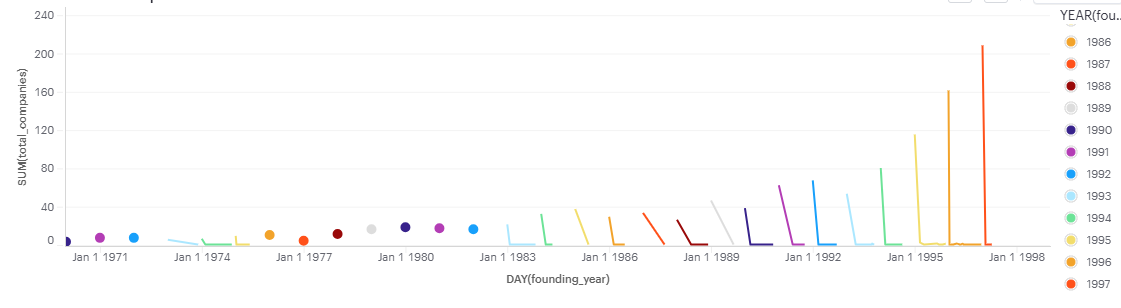 YEAR(fou..
240
200
160
120
80
40
0
SUM(total_companies)
Jan 1 1971
Jan 1 1974
Jan 1 1977
Jan 1 1980
Jan 1 1983
Jan 1 1986
Jan 1 1989
Jan 1 1992
Jan 1 1995
Jan 1 1998
DAY(founding_year)
1986
1987
1988
1989
1990
1991
1992
1993
1994
1995
1996
1997